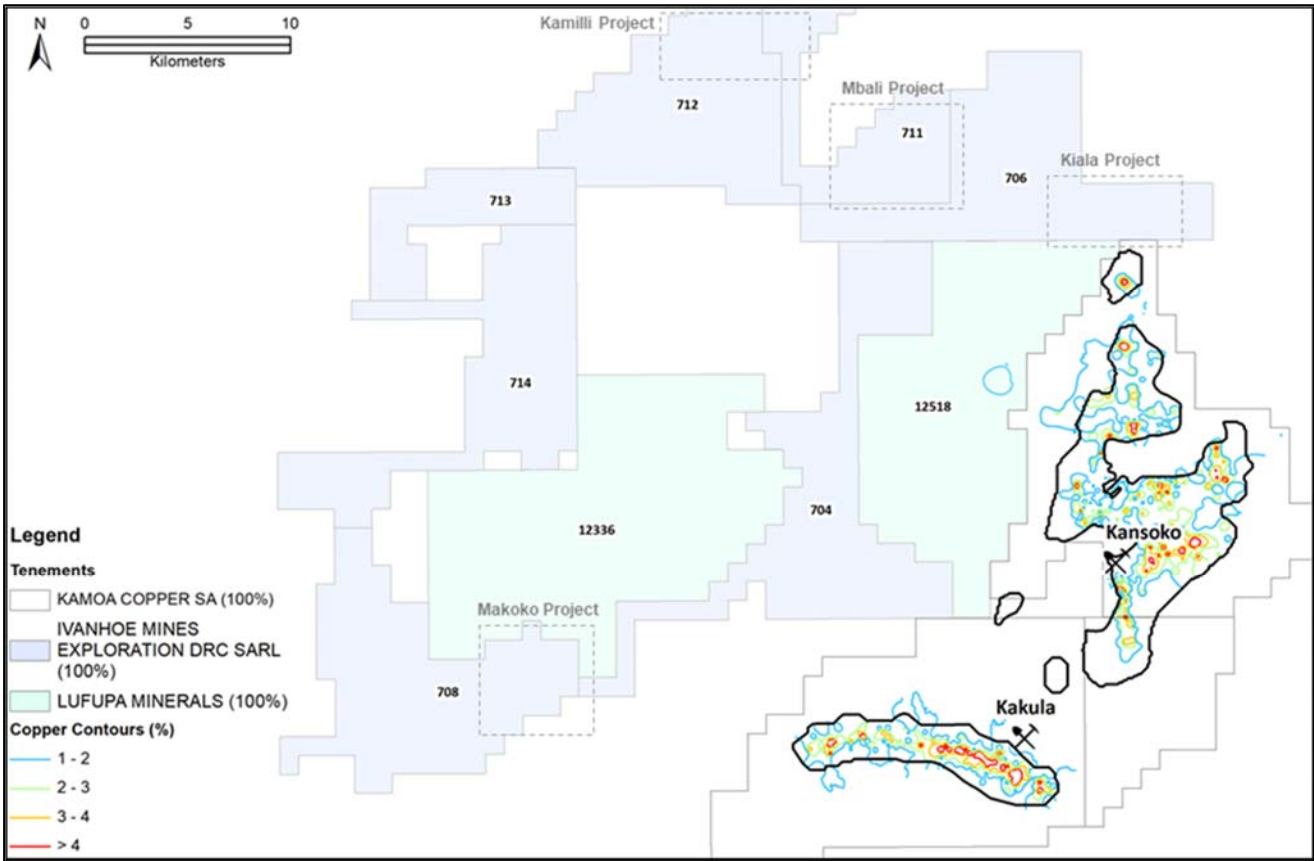 N
0 5 10
Kilometers
Kamilli Project
712
Mbali Project
711
706
Kiala Project
713
714
12518
12336
704
Kansoko
Makoko Project
708
Kakula
Legend
Tenements
KAMOA COPPER SA (100%)
IVANHOE MINES
EXPLORATION DRC SARL
(100%)
LUFUPA MINERALS (100%)
Copper Contours (%)
1 - 2
2 - 3
3 - 4
> 4